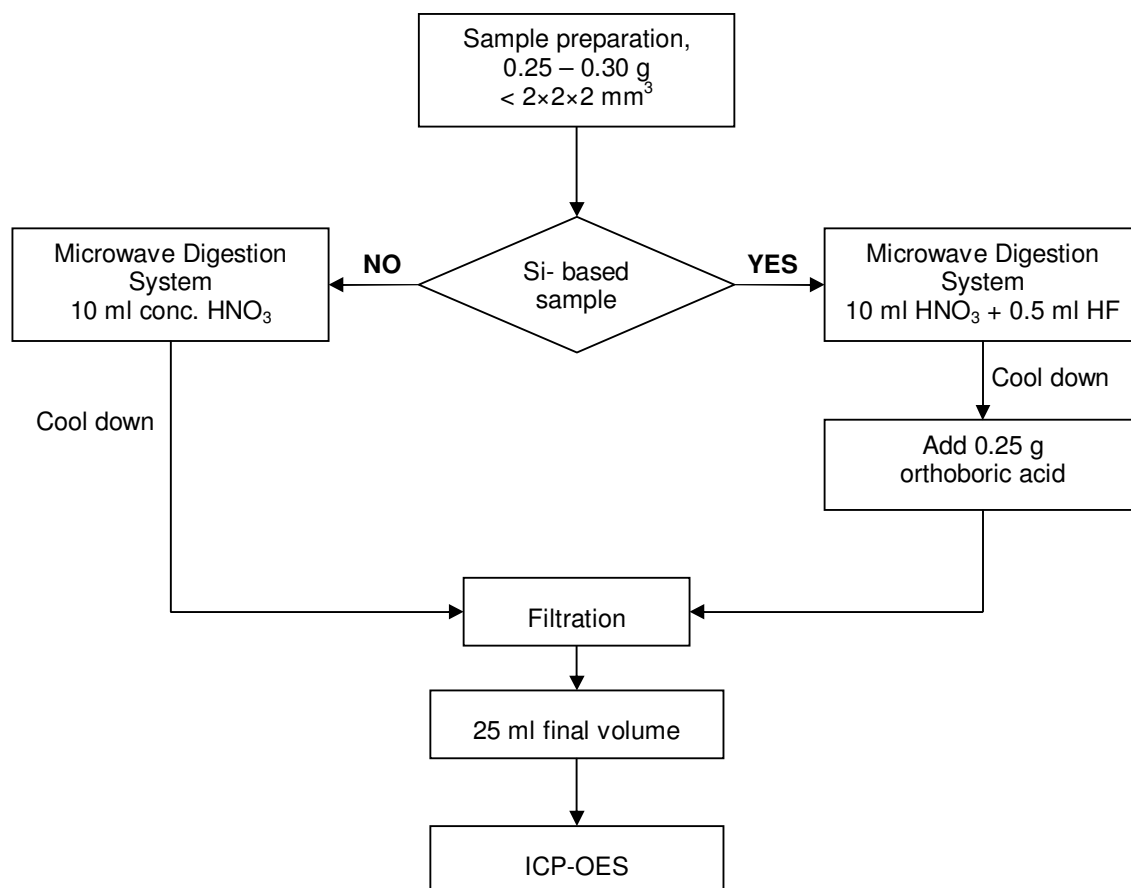 Sample preparation,
0.25 – 0.30 g
< 2×2×2 mm³
Microwave Digestion
System
10 ml conc. HNO₃
NO
Si- based
sample
YES
Microwave Digestion
System
10 ml HNO₃ + 0.5 ml HF
Cool down
Cool down
Add 0.25 g
orthoboric acid
Filtration
25 ml final volume
ICP-OES